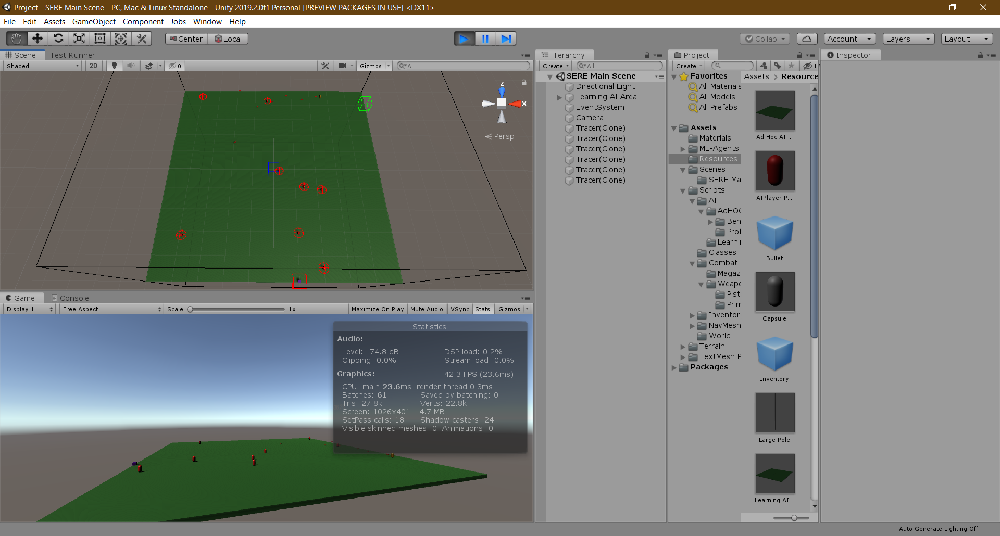 Project - SERE Main Scene - PC, Mac & Linux Standalone - Unity 2019.2.0f1 Personal [PREVIEW PACKAGES IN USE] <DX11>
File Edit Assets GameObject Component Jobs Window Help
Center Local Collab Account Layers Layout
Scene Test Runner
Shaded 2D 0 Gizmos All
z
x
Persp
Game Console
Display 1 Free Aspect Scale 1x Maximize On Play Mute Audio VSync Stats Gizmos
Statistics
Audio:
Level: -74.8 dB DSP load: 0.2%
Clipping: 0.0% Stream load: 0.0%
Graphics: 42.3 FPS (23.6ms)
CPU: main 23.6ms render thread 0.3ms
Batches: 61 Saved by batching: 0
Tris: 27.8k Verts: 22.8k
Screen: 1026x401 - 4.7 MB
SetPass calls: 18 Shadow casters: 24
Visible skinned meshes: 0 Animations: 0
Hierarchy
Create All
SERE Main Scene
Directional Light
Learning AI Area
EventSystem
Camera
Tracer(Clone)
Tracer(Clone)
Tracer(Clone)
Tracer(Clone)
Tracer(Clone)
Tracer(Clone)
Project
Create 1
Favorites
All Materials
All Models
All Prefabs
Assets
Materials
ML-Agents
Resources
Scenes
SERE Ma
Scripts
AI
AdHOC
Beh
Prof
Learni
Classes
Combat
Magaz
Weapo
Pist
Prim
Inventor
NavMesh
World
Terrain
TextMesh P
Packages
Assets > Resource
Ad Hoc AI ...
AIPlayer P...
Bullet
Capsule
Inventory
Large Pole
Learning AI...
Inspector
Auto Generate Lighting Off